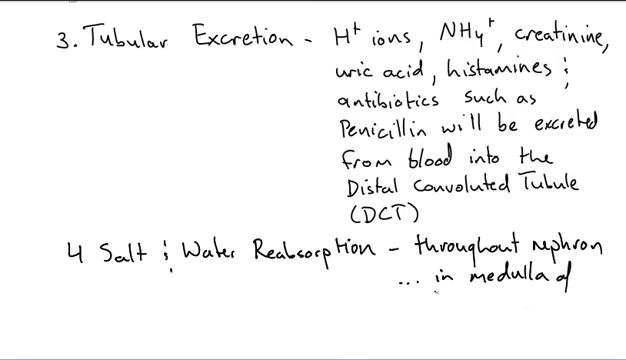 3. Tubular Excretion - H⁺ ions, NH4⁺, creatinine,
uric acid, histamines &
antibiotics such as
Penicillin will be excreted
from blood into the
Distal Convoluted Tubule
(DCT)
4 Salt & Water Reabsorption - throughout nephron
... in medulla of